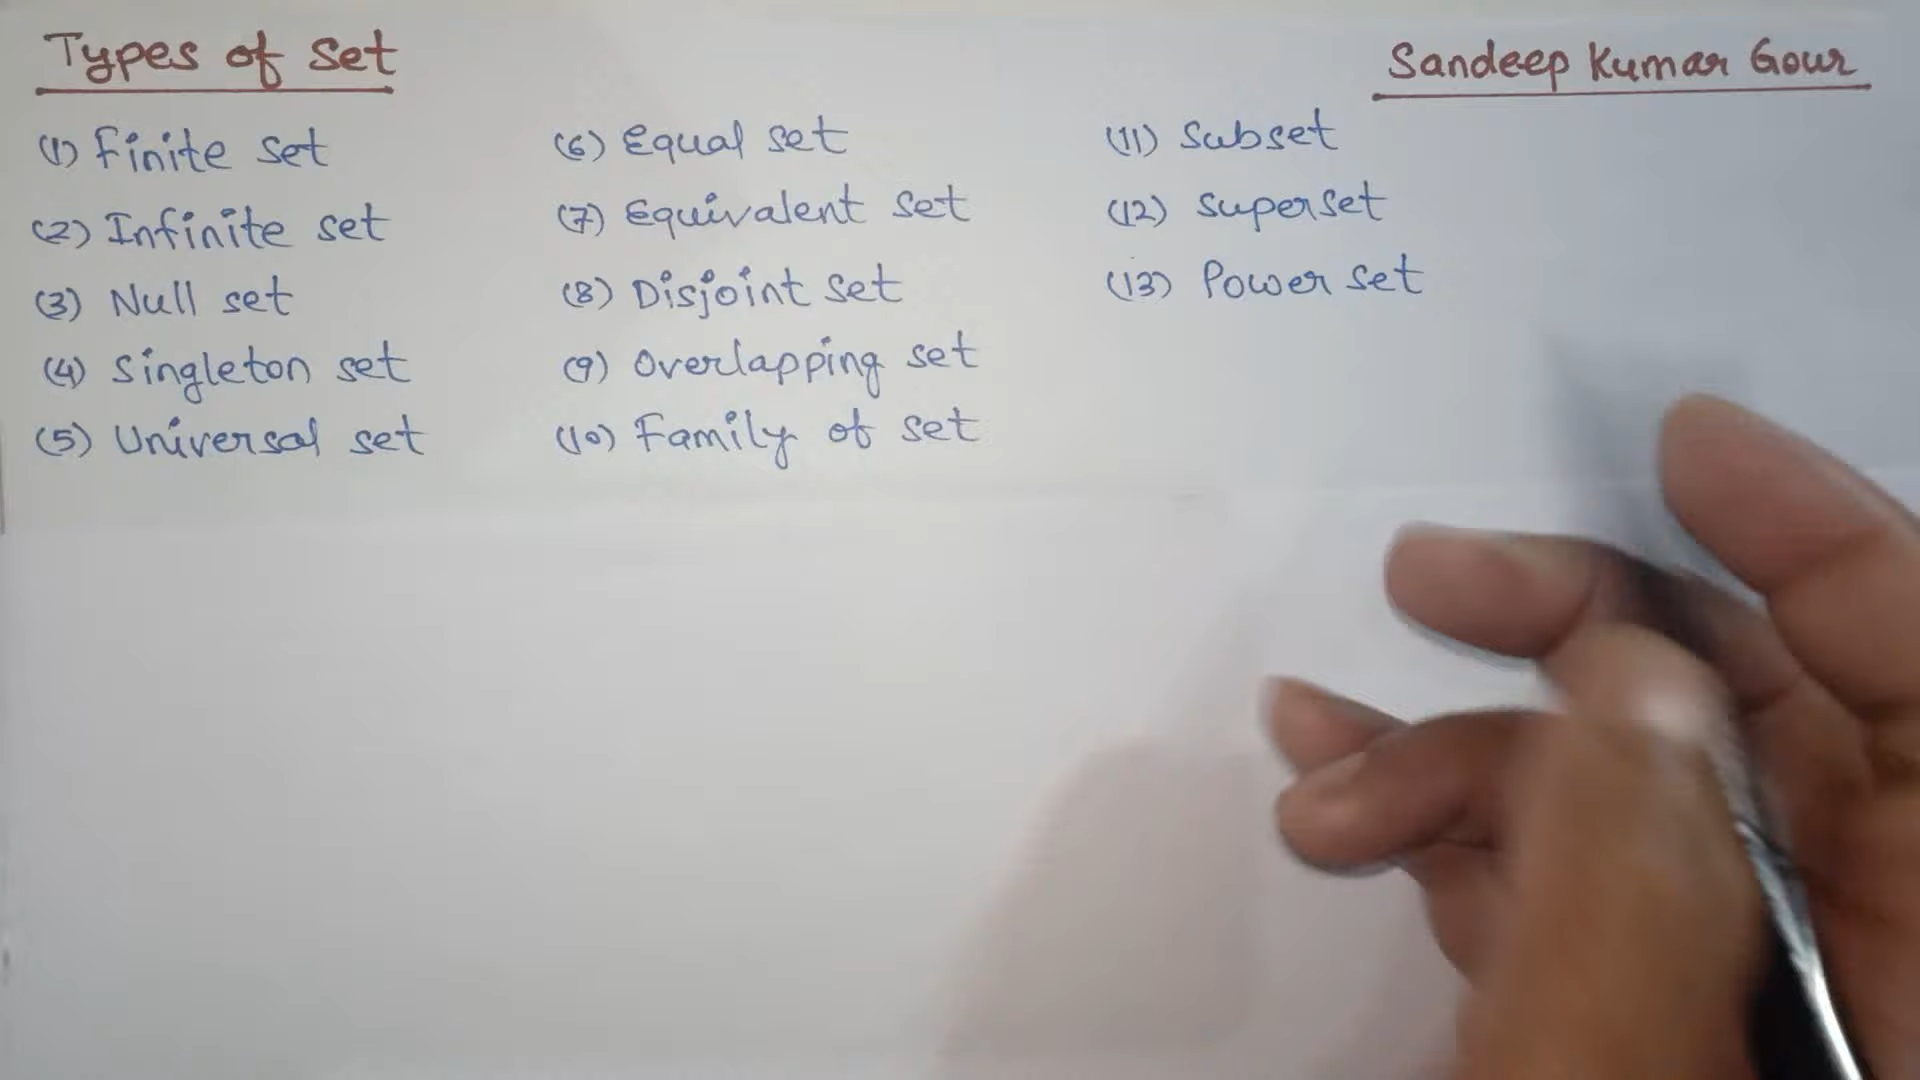 Types of Set
Sandeep Kumar Gour
(1) Finite set
(2) Infinite set
(3) Null set
(4) Singleton set
(5) Universal set
(6) Equal set
(7) Equivalent set
(8) Disjoint set
(9) Overlapping set
(10) Family of set
(11) Subset
(12) Superset
(13) Power set